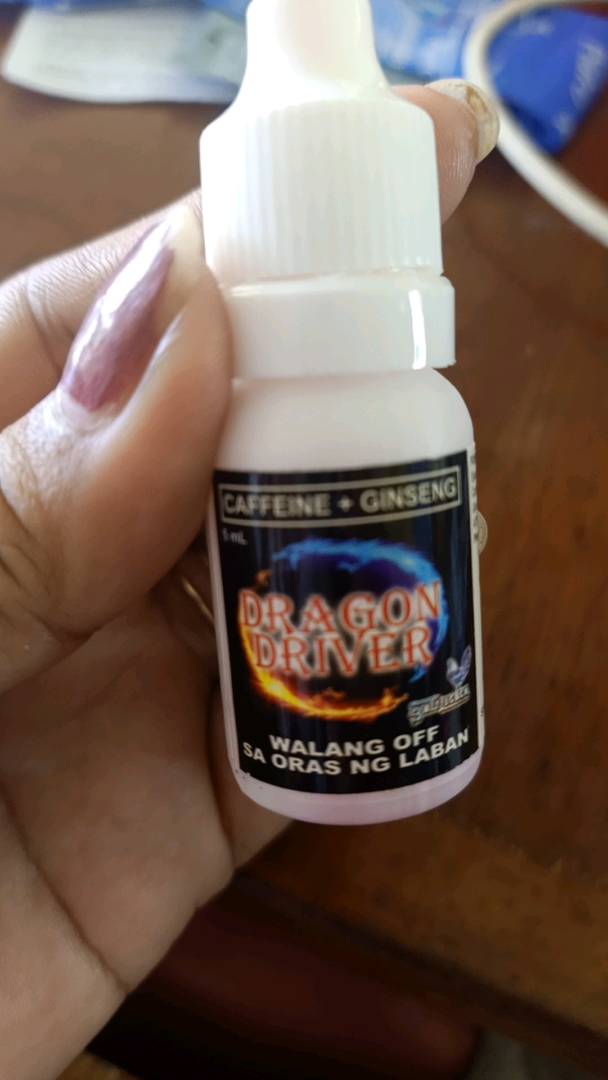 CAFFEINE + GINSENG
5 mL
DRAGON
DRIVER
WALANG OFF
SA ORAS NG LABAN